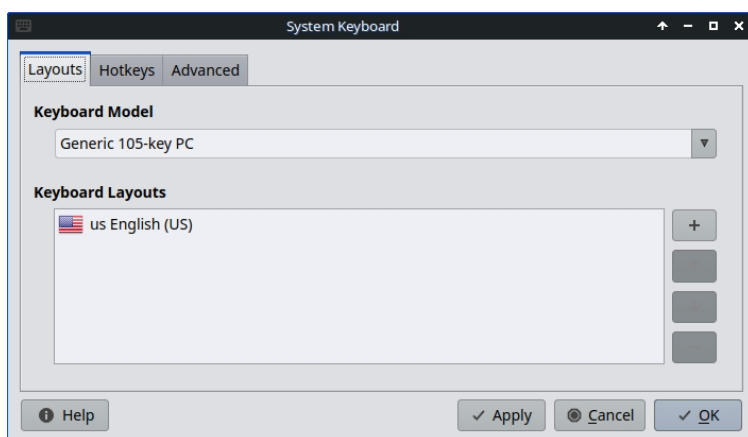 System Keyboard
Layouts Hotkeys Advanced
Keyboard Model
Generic 105-key PC
Keyboard Layouts
us English (US)
Help Apply Cancel OK